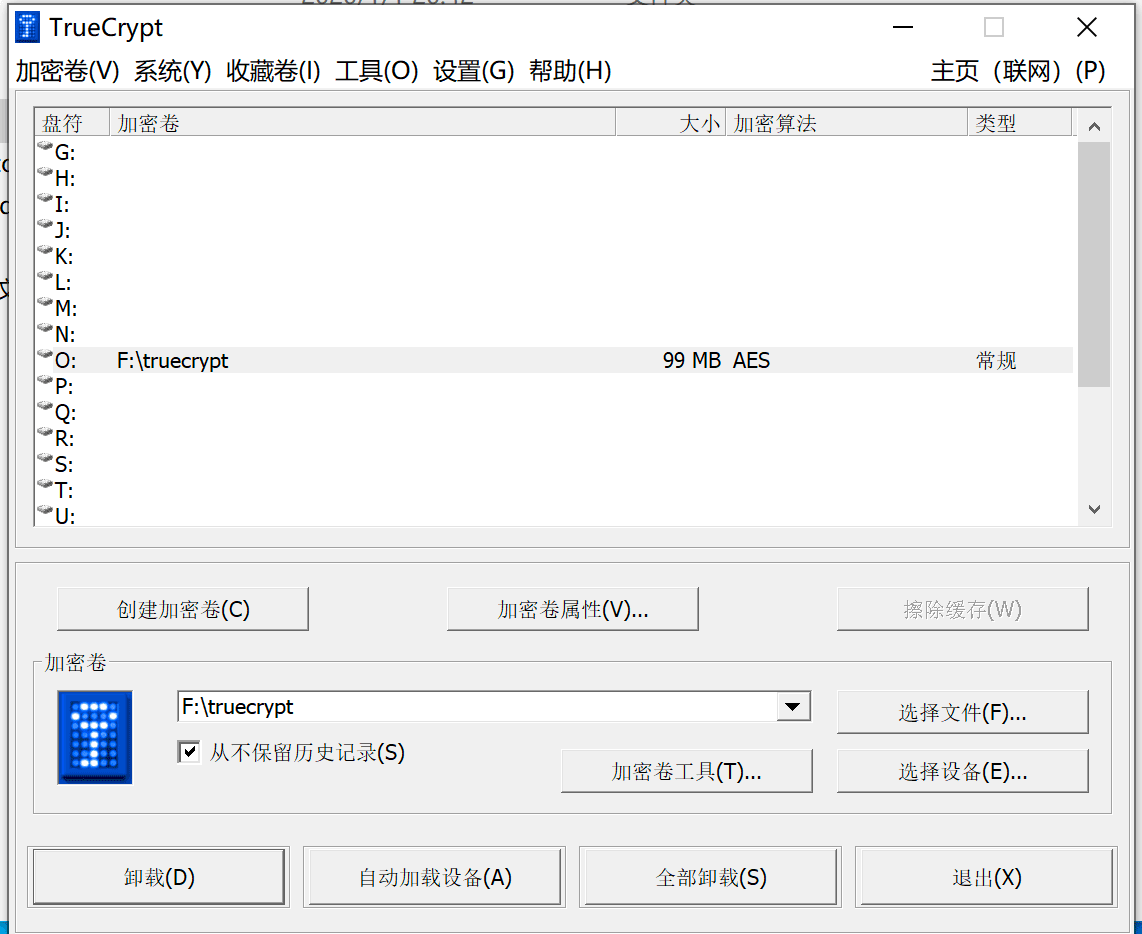 TrueCrypt
加密卷(V) 系统(Y) 收藏卷(I) 工具(O) 设置(G) 帮助(H) 主页（联网）(P)
盘符 加密卷 大小 加密算法 类型
G:
H:
I:
J:
K:
L:
M:
N:
O: F:\truecrypt 99 MB AES 常规
P:
Q:
R:
S:
T:
U:
创建加密卷(C) 加密卷属性(V)... 擦除缓存(W)
加密卷
F:\truecrypt 选择文件(F)...
从不保留历史记录(S)
加密卷工具(T)... 选择设备(E)...
卸载(D) 自动加载设备(A) 全部卸载(S) 退出(X)